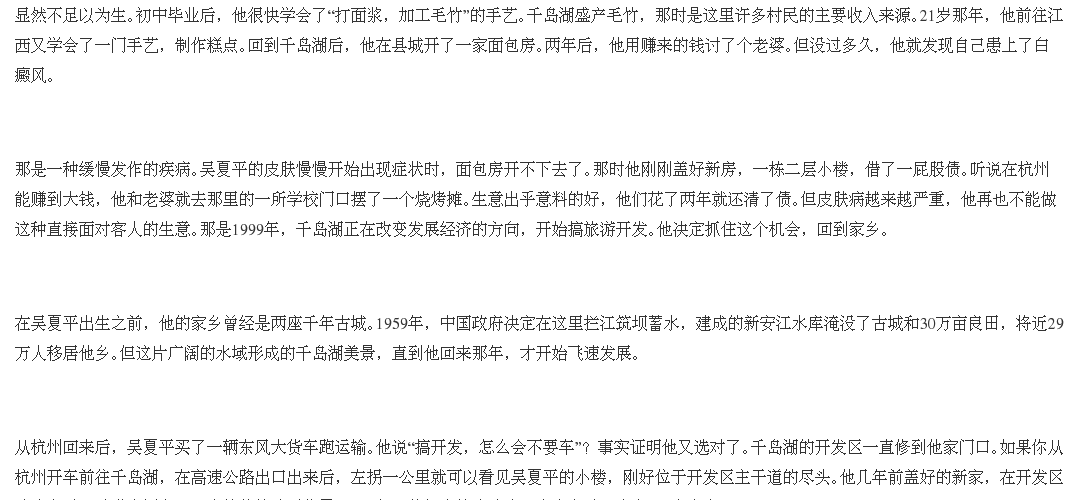 显然不足以为生。初中毕业后，他很快学会了“打面浆，加工毛竹”的手艺。千岛湖盛产毛竹，那时是这里许多村民的主要收入来源。21岁那年，他前往江
西又学会了一门手艺，制作糕点。回到千岛湖后，他在县城开了一家面包房。两年后，他用赚来的钱讨了个老婆。但没过多久，他就发现自己患上了白
癜风。
那是一种缓慢发作的疾病。吴夏平的皮肤慢慢开始出现症状时，面包房开不下去了。那时他刚刚盖好新房，一栋二层小楼，借了一屁股债。听说在杭州
能赚到大钱，他和老婆就去那里的一所学校门口摆了一个烧烤摊。生意出乎意料的好，他们花了两年就还清了债。但皮肤病越来越严重，他再也不能做
这种直接面对客人的生意。那是1999年，千岛湖正在改变发展经济的方向，开始搞旅游开发。他决定抓住这个机会，回到家乡。
在吴夏平出生之前，他的家乡曾经是两座千年古城。1959年，中国政府决定在这里拦江筑坝蓄水，建成的新安江水库淹没了古城和30万亩良田，将近29
万人移居他乡。但这片广阔的水域形成的千岛湖美景，直到他回来那年，才开始飞速发展。
从杭州回来后，吴夏平买了一辆东风大货车跑运输。他说“搞开发，怎么会不要车”？事实证明他又选对了。千岛湖的开发区一直修到他家门口。如果你从
杭州开车前往千岛湖，在高速公路出口出来后，左拐一公里就可以看见吴夏平的小楼，刚好位于开发区主干道的尽头。他几年前盖好的新家，在开发区